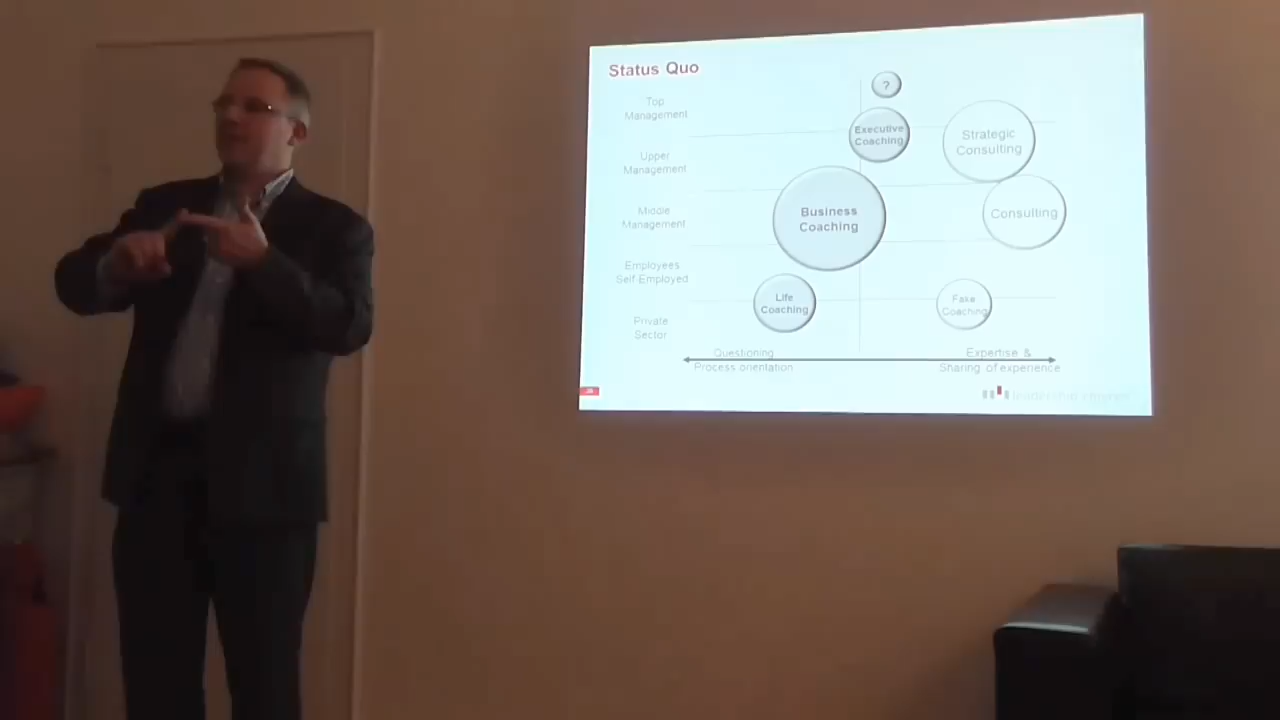 Status Quo
?
Top
Management
Executive
Coaching
Strategic
Consulting
Upper
Management
Middle
Management
Business
Coaching
Consulting
Employees
Self Employed
Life
Coaching
Fake
Coaching
Private
Sector
Questioning
Process orientation
Expertise &
Sharing of experience
leadership